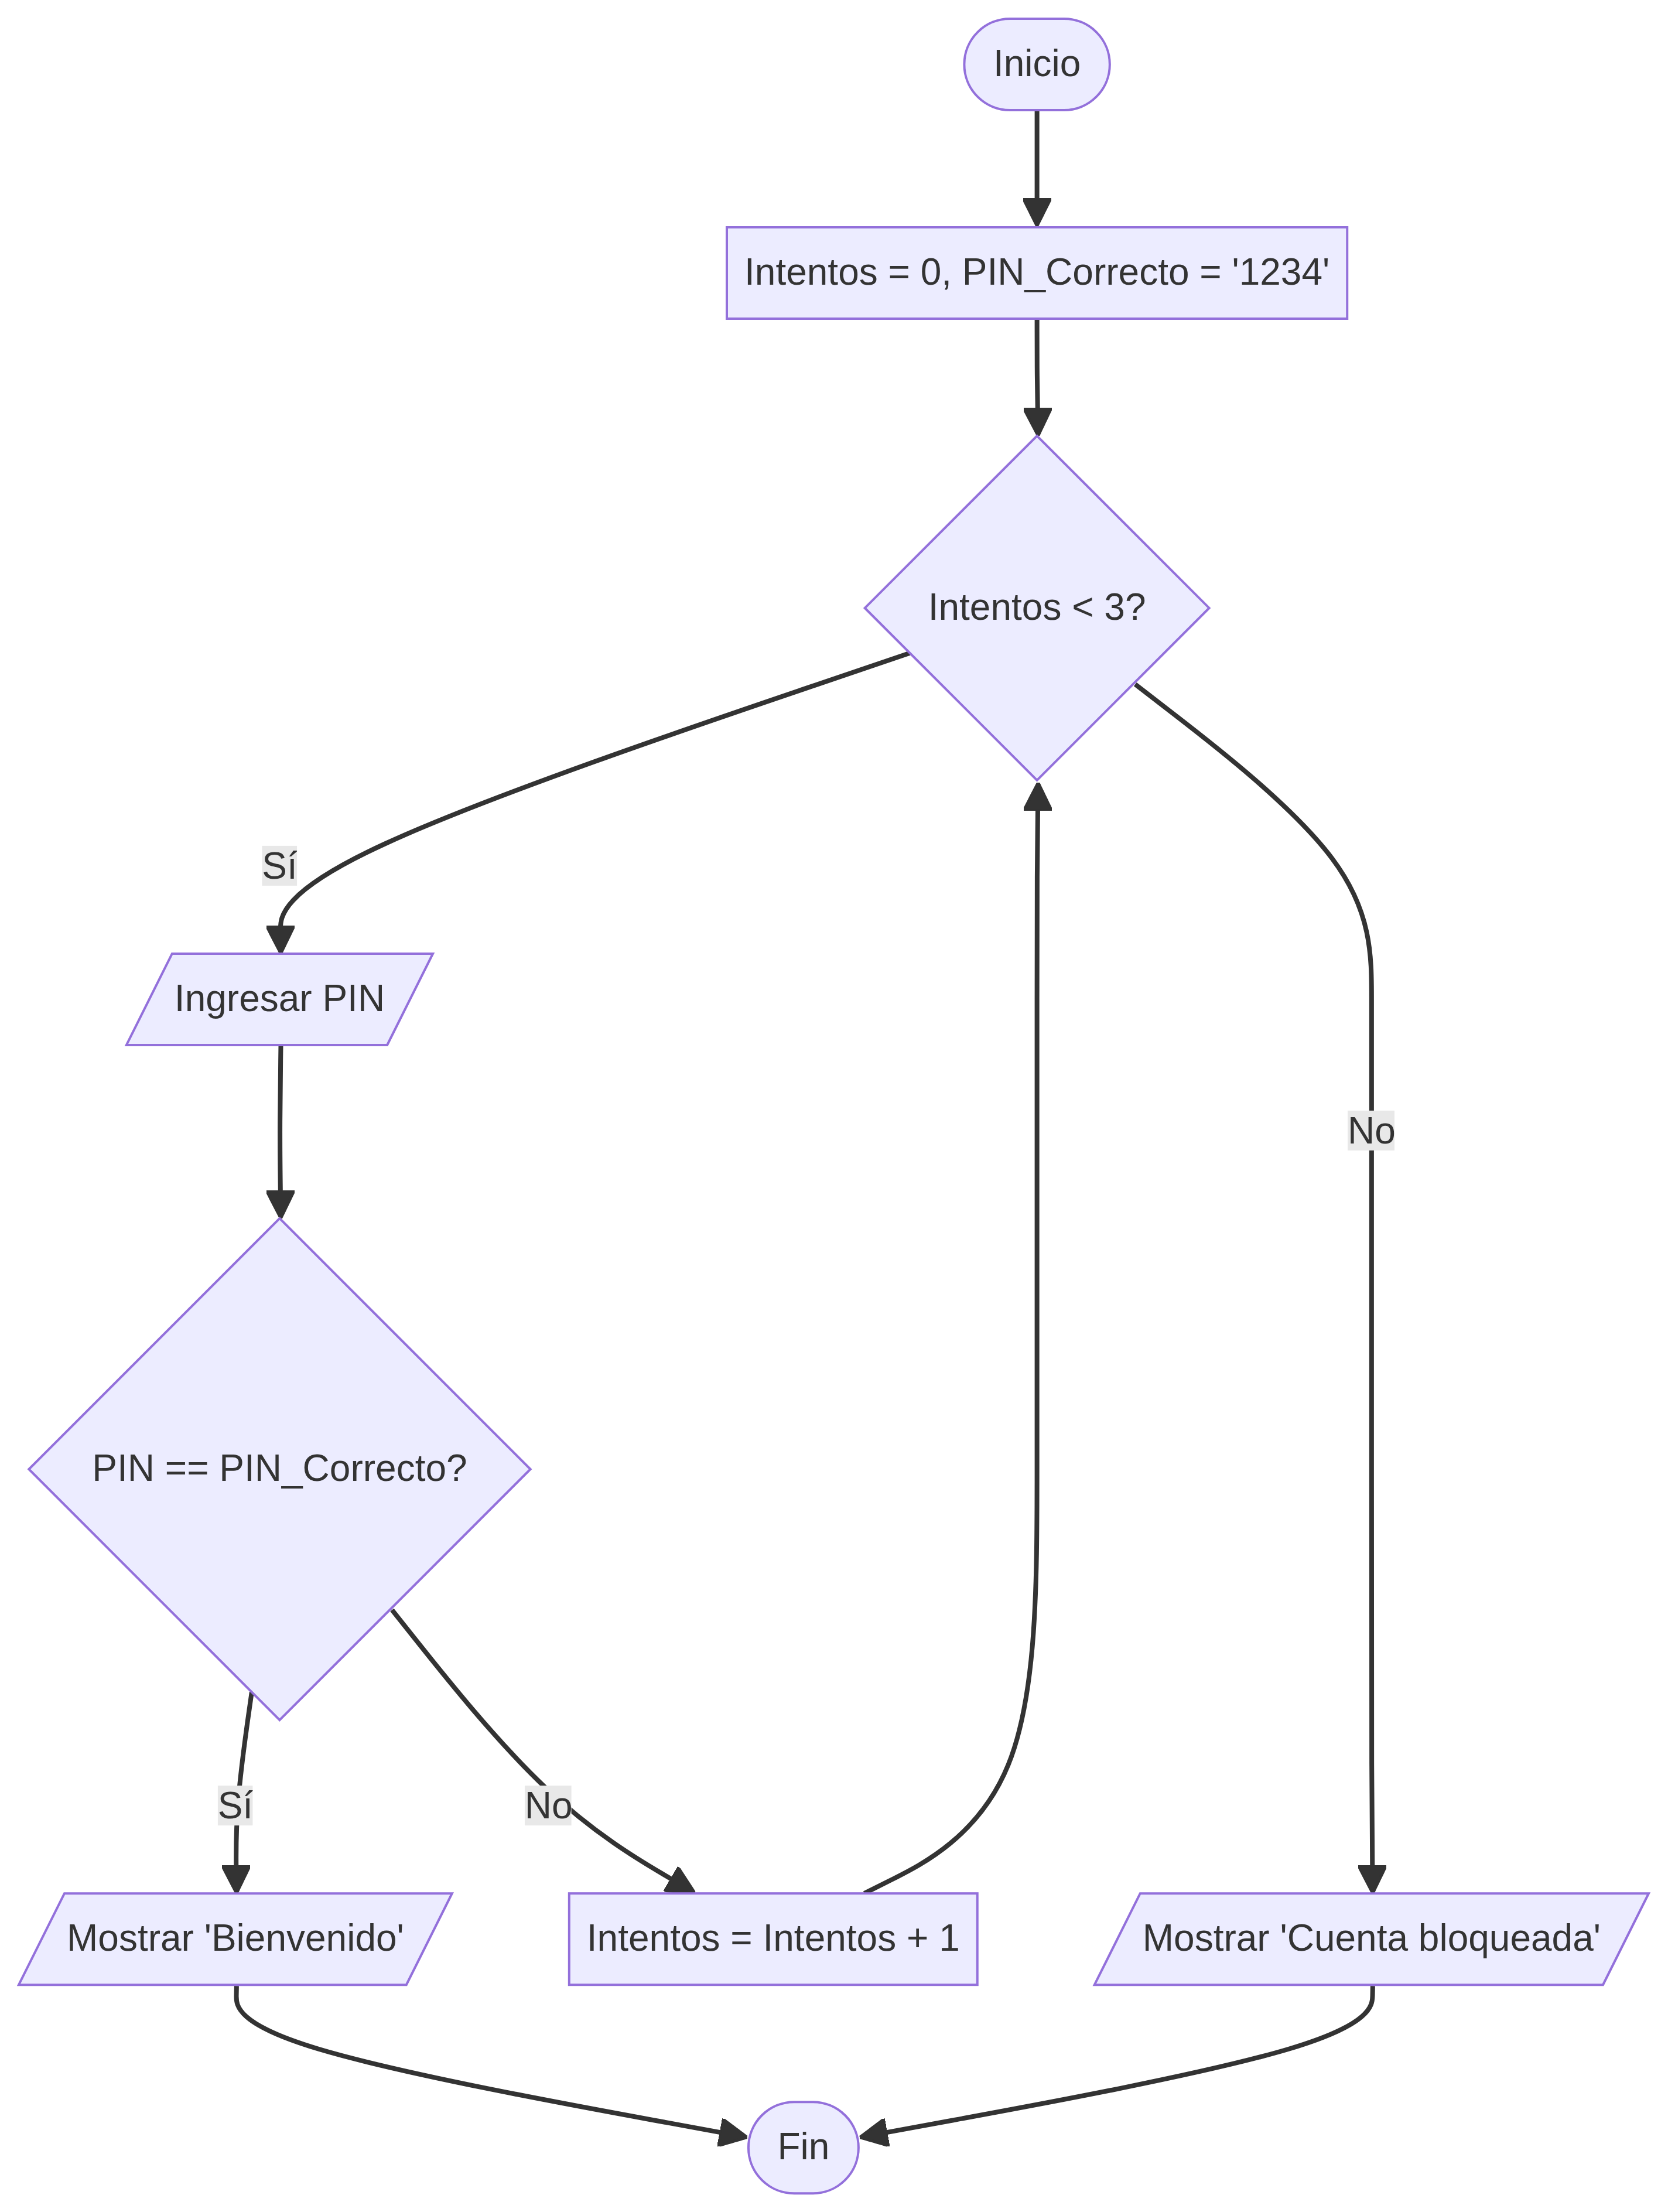 Inicio
Intentos = 0, PIN_Correcto = '1234'
Intentos < 3?
Sí
Ingresar PIN
No
PIN == PIN_Correcto?
Sí
No
Mostrar 'Bienvenido'
Intentos = Intentos + 1
Mostrar 'Cuenta bloqueada'
Fin